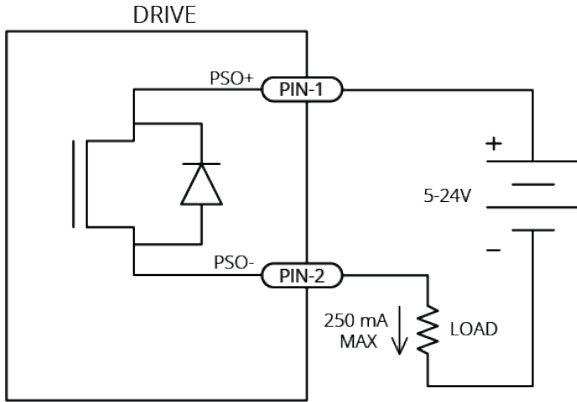 DRIVE
PSO+
PIN-1
+
5-24V
−
PSO-
PIN-2
250 mA
MAX
LOAD